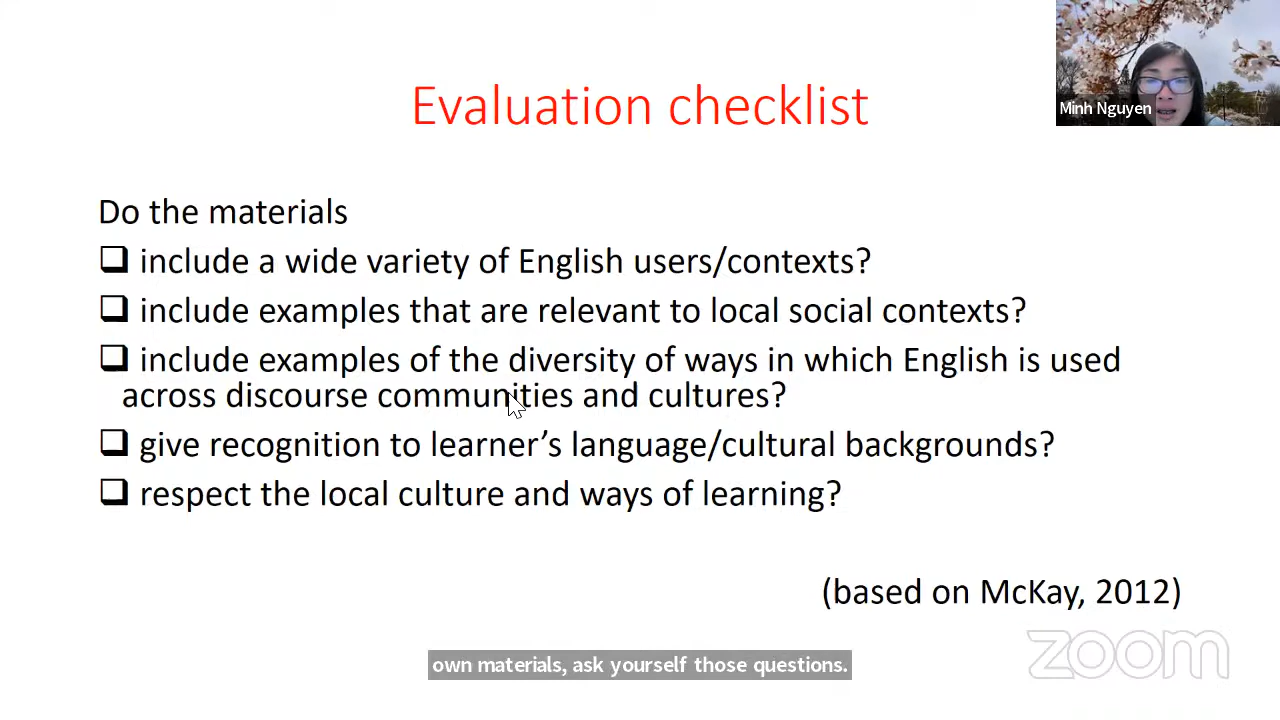 Evaluation checklist
Minh Nguyen
Do the materials
❑ include a wide variety of English users/contexts?
❑ include examples that are relevant to local social contexts?
❑ include examples of the diversity of ways in which English is used
across discourse communities and cultures?
❑ give recognition to learner’s language/cultural backgrounds?
❑ respect the local culture and ways of learning?
(based on McKay, 2012)
zoom
own materials, ask yourself those questions.